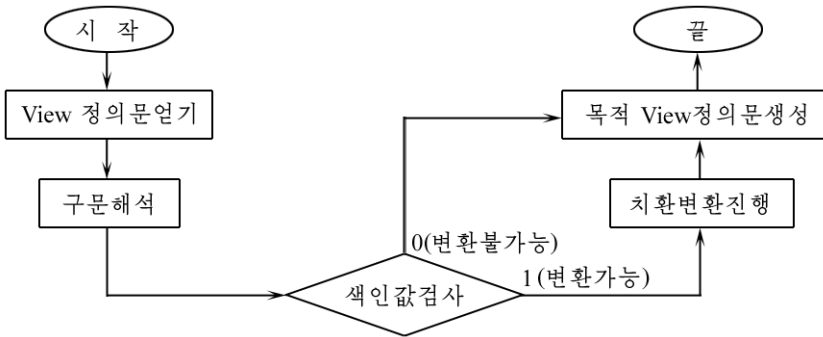 시 작
View 정의문얻기
구문해석
색인값검사
0(변환불가능)
1(변환가능)
치환변환진행
목적 View정의문생성
끝